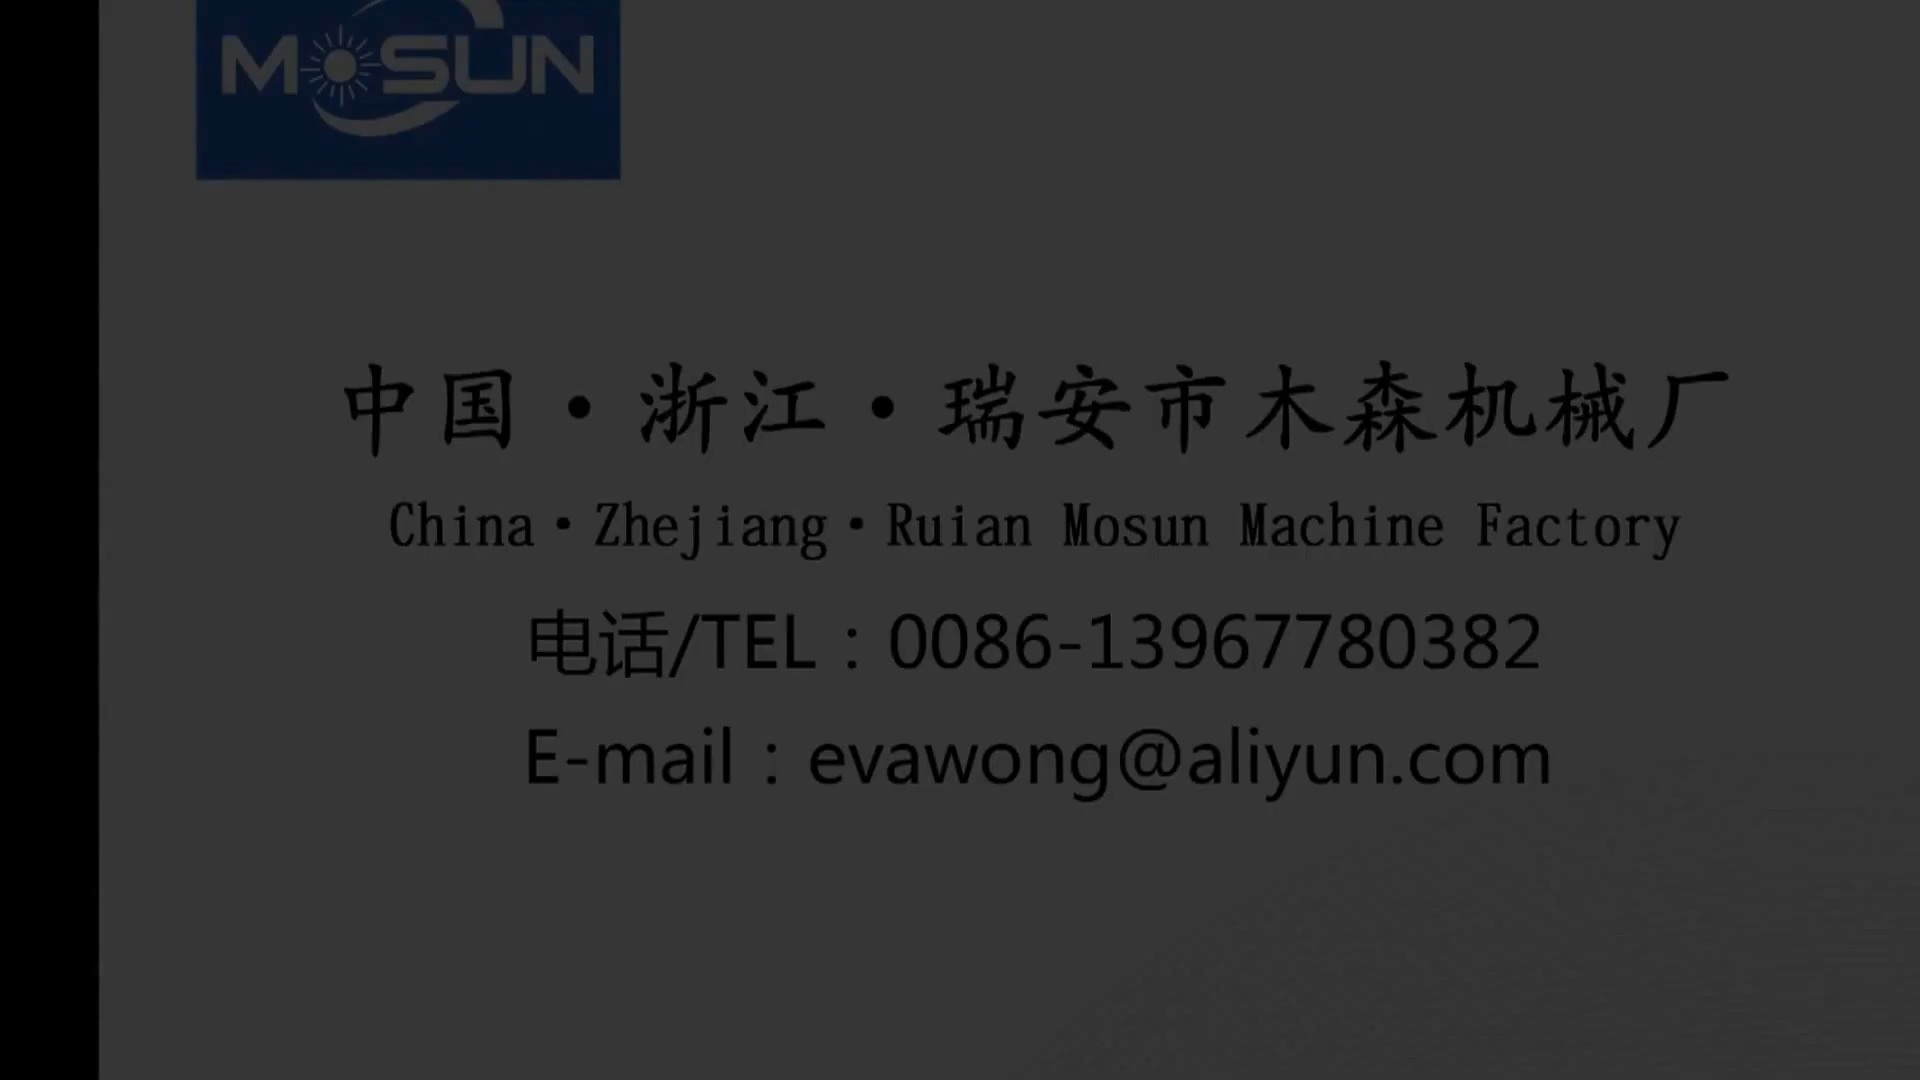 MOSUN
中国·浙江·瑞安市木森机械厂
China·Zhejiang·Ruian Mosun Machine Factory
电话/TEL：0086-13967780382
E-mail：evawong@aliyun.com